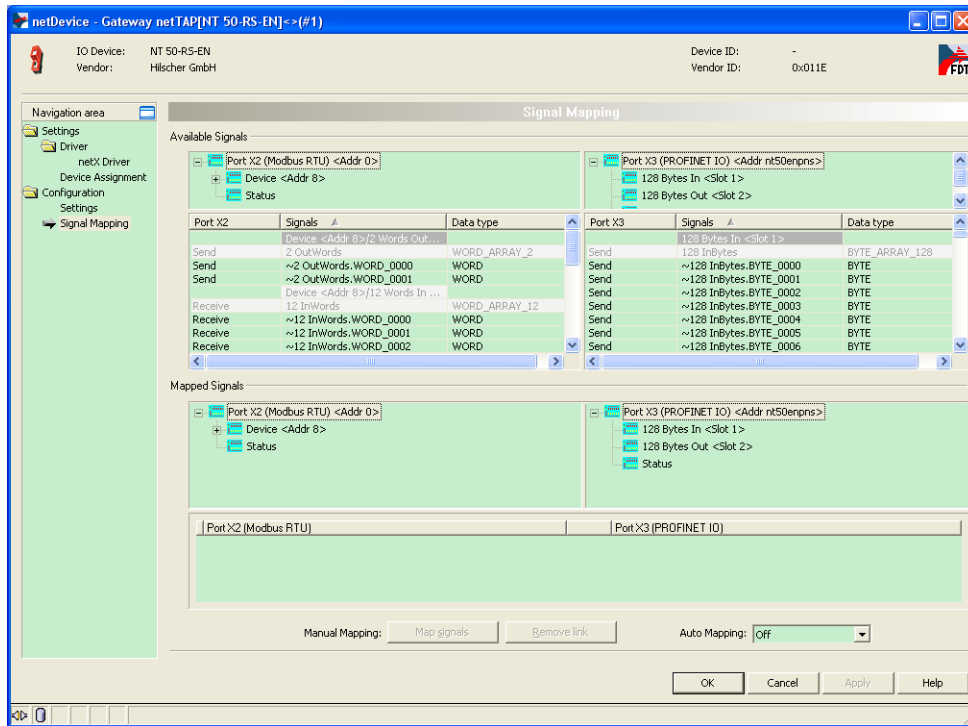 netDevice - Gateway netTAP[NT 50-RS-EN]<>(#1)
IO Device: NT 50-RS-EN Device ID: -
Vendor: Hilscher GmbH Vendor ID: 0x011E
FDT
Navigation area
Settings
Driver
netX Driver
Device Assignment
Configuration
Settings
Signal Mapping
Signal Mapping
Available Signals
Port X2 (Modbus RTU) <Addr 0>
Device <Addr 8>
Status
Port X3 (PROFINET IO) <Addr nt50enpns>
128 Bytes In <Slot 1>
128 Bytes Out <Slot 2>
Port X2 Signals Data type
Device <Addr 8>/2 Words Out...
Send 2 OutWords WORD_ARRAY_2
Send ~2 OutWords.WORD_0000 WORD
Send ~2 OutWords.WORD_0001 WORD
Device <Addr 8>/12 Words In ...
Receive 12 InWords WORD_ARRAY_12
Receive ~12 InWords.WORD_0000 WORD
Receive ~12 InWords.WORD_0001 WORD
Receive ~12 InWords.WORD_0002 WORD
Port X3 Signals Data type
128 Bytes In <Slot 1>
Send 128 InBytes BYTE_ARRAY_128
Send ~128 InBytes.BYTE_0000 BYTE
Send ~128 InBytes.BYTE_0001 BYTE
Send ~128 InBytes.BYTE_0002 BYTE
Send ~128 InBytes.BYTE_0003 BYTE
Send ~128 InBytes.BYTE_0004 BYTE
Send ~128 InBytes.BYTE_0005 BYTE
Send ~128 InBytes.BYTE_0006 BYTE
Mapped Signals
Port X2 (Modbus RTU) <Addr 0>
Device <Addr 8>
Status
Port X3 (PROFINET IO) <Addr nt50enpns>
128 Bytes In <Slot 1>
128 Bytes Out <Slot 2>
Status
Port X2 (Modbus RTU) Port X3 (PROFINET IO)
Manual Mapping: Map signals Remove link Auto Mapping: Off
OK Cancel Apply Help